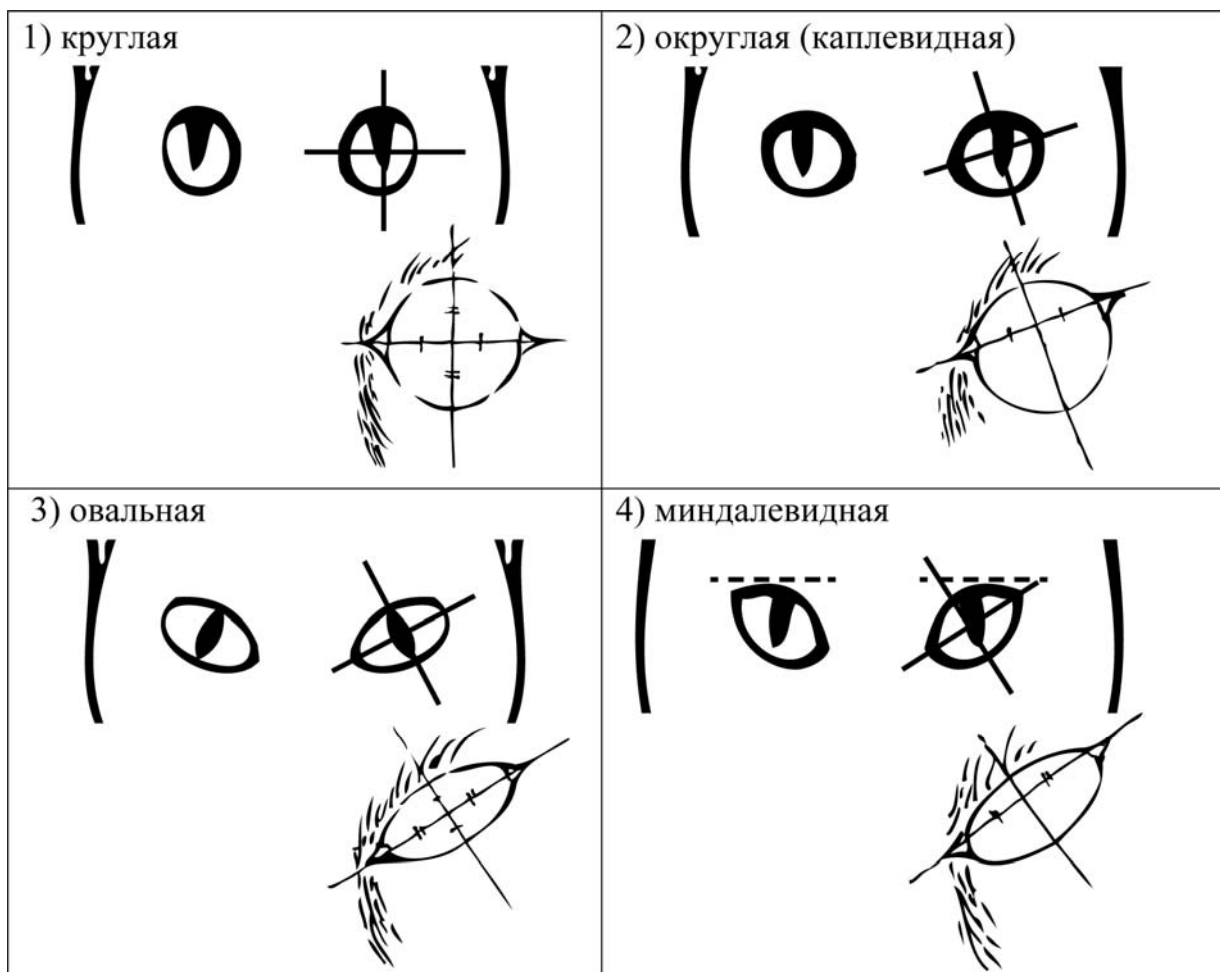 1) круглая
2) округлая (каплевидная)
3) овальная
4) миндалевидная